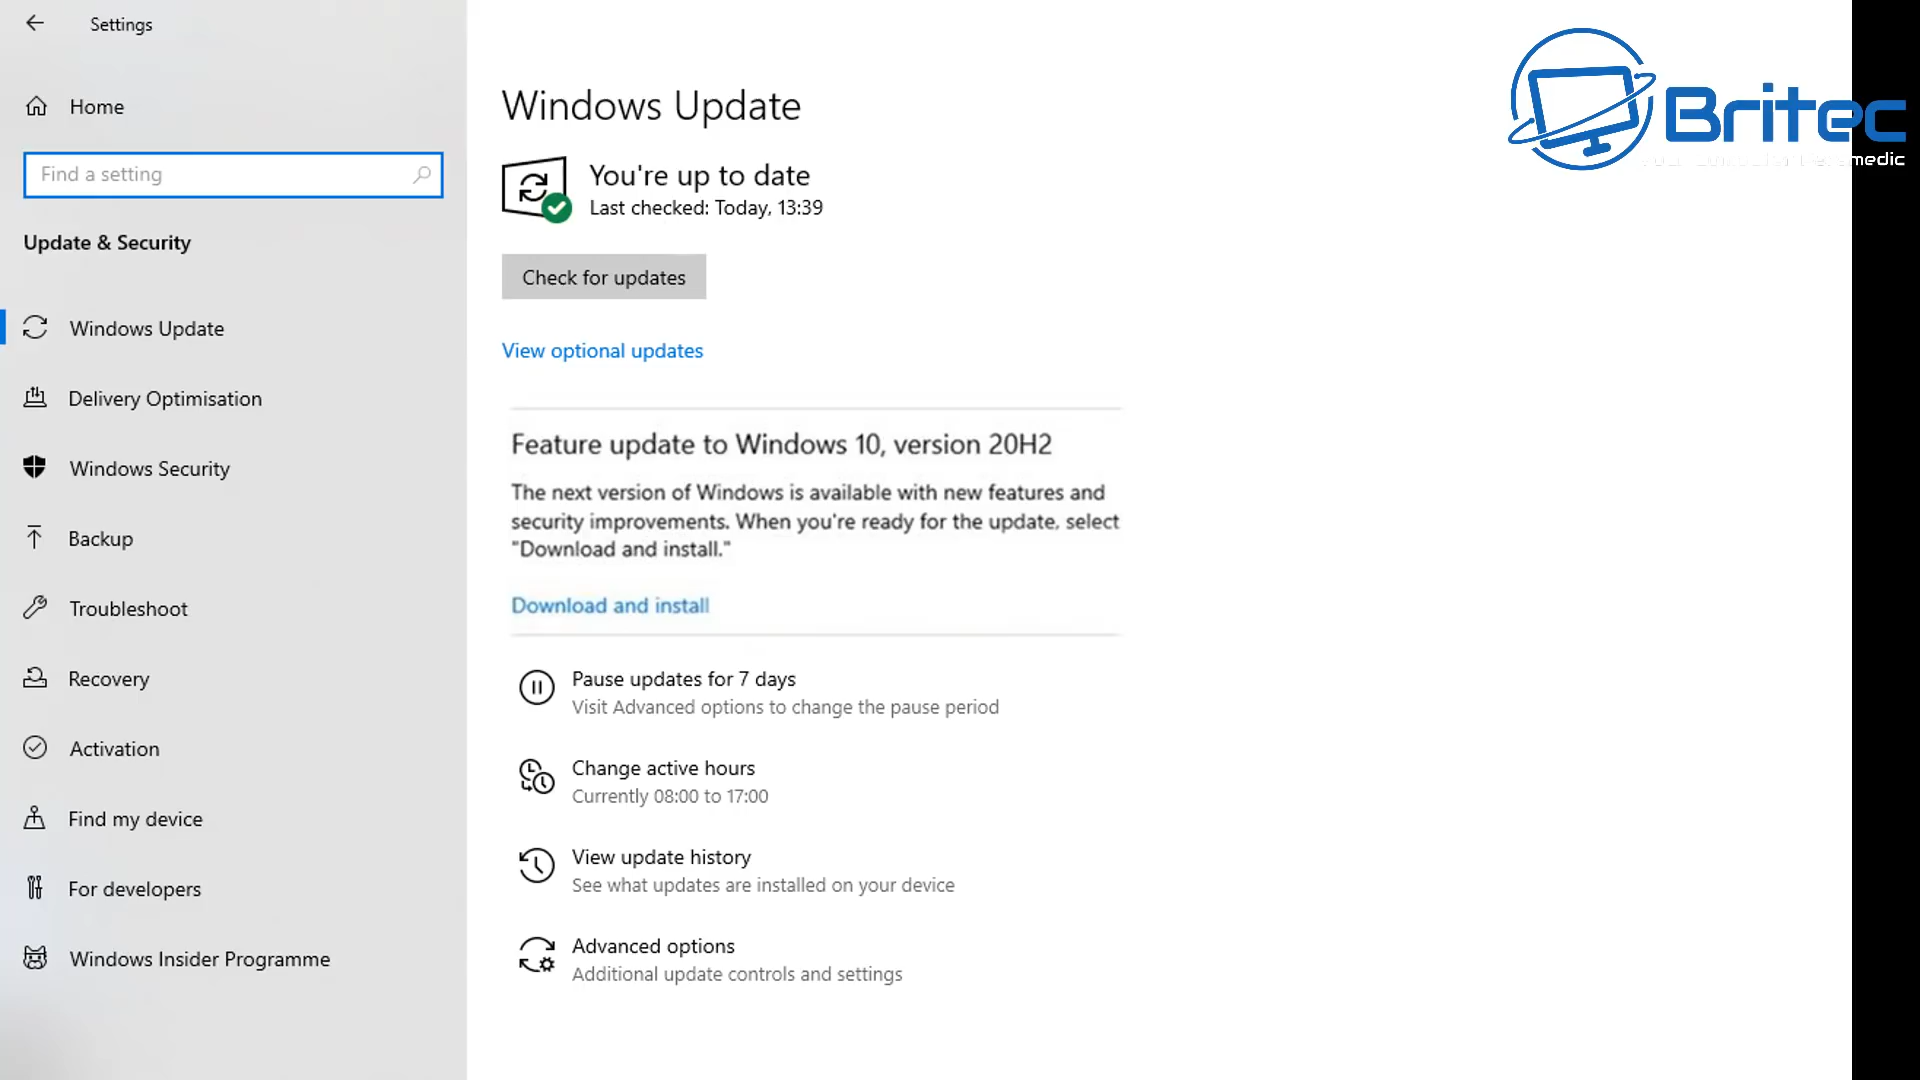 Settings
Home
Find a setting
Update & Security
Windows Update
Delivery Optimisation
Windows Security
Backup
Troubleshoot
Recovery
Activation
Find my device
For developers
Windows Insider Programme
Windows Update
You're up to date
Last checked: Today, 13:39
Check for updates
View optional updates
Feature update to Windows 10, version 20H2
The next version of Windows is available with new features and
security improvements. When you're ready for the update, select
"Download and install."
Download and install
Pause updates for 7 days
Visit Advanced options to change the pause period
Change active hours
Currently 08:00 to 17:00
View update history
See what updates are installed on your device
Advanced options
Additional update controls and settings
Britec